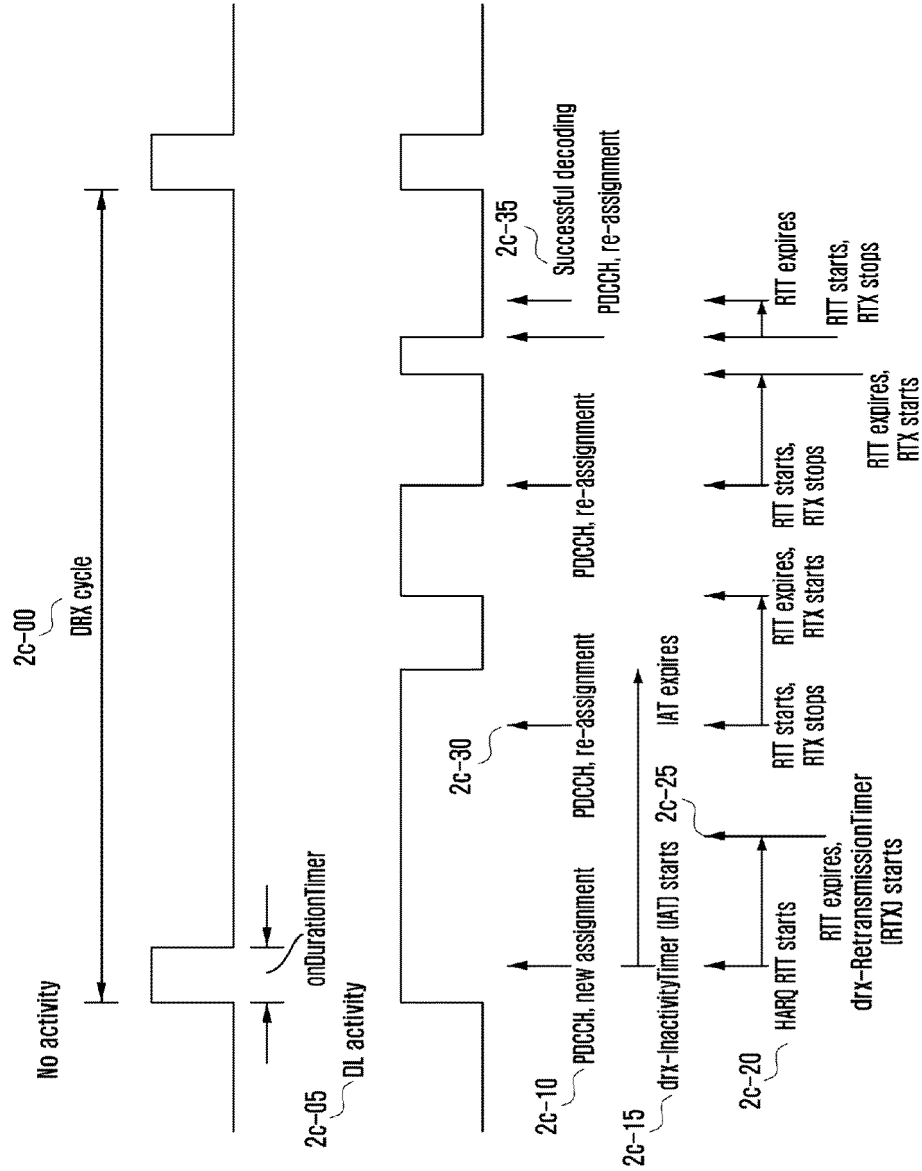 2c-00
No activity
DRX cycle
onDurationTimer
2c-05
DL activity
2c-30
2c-35
Successful decoding
2c-10
PDCCH, new assignment
PDCCH, re-assignment
PDCCH, re-assignment
PDCCH, re-assignment
2c-15
drx-InactivityTimer (IAT) starts
IAT expires
2c-25
2c-20
HARQ RTT starts
RTT expires,
drx-RetransmissionTimer
(RTX) starts
RTT starts,
RTX stops
RTT expires,
RTX starts
RTT starts,
RTX stops
RTT expires,
RTX starts
RTT starts,
RTX stops
RTT expires